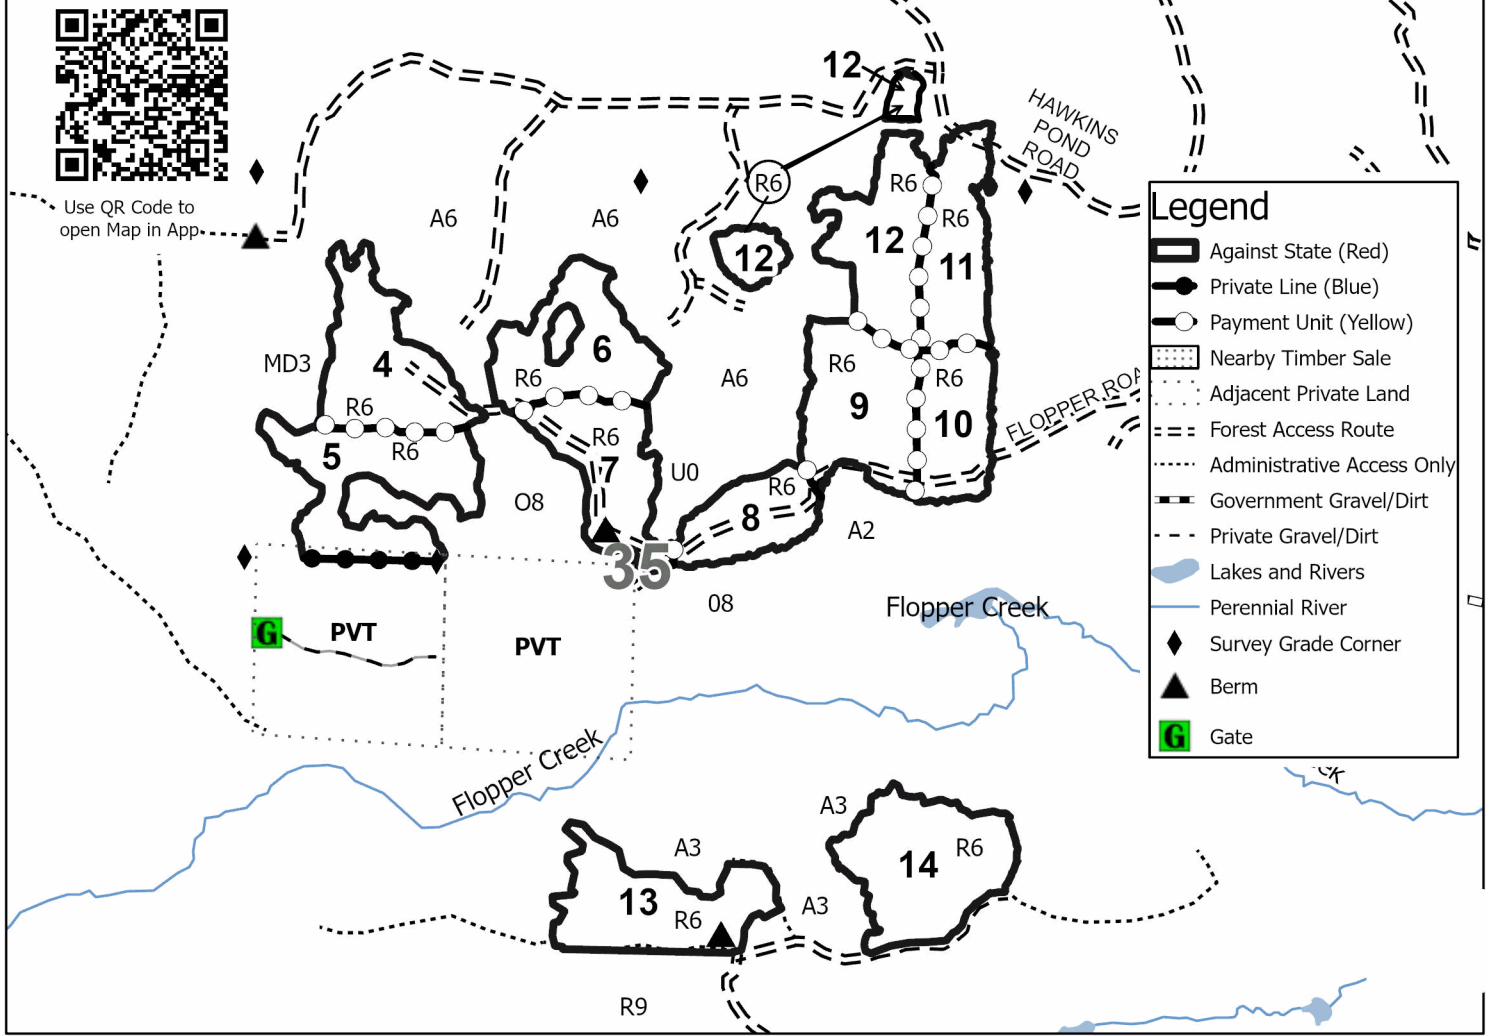 Use QR Code to
open Map in App
12
HAWKINS
POND
ROAD
R6
R6
A6
A6
R6
12
12
11
MD3
4
6
R6
A6
R6
R6
R6
9
10
FLOPPER ROA
R6
R6
5
R6
7
U0
R6
O8
8
A2
35
08
Flopper Creek
G
PVT
PVT
Flopper Creek
A3
A3
R6
14
13
R6
A3
R9
Legend
Against State (Red)
Private Line (Blue)
Payment Unit (Yellow)
Nearby Timber Sale
Adjacent Private Land
Forest Access Route
Administrative Access Only
Government Gravel/Dirt
Private Gravel/Dirt
Lakes and Rivers
Perennial River
Survey Grade Corner
Berm
G Gate